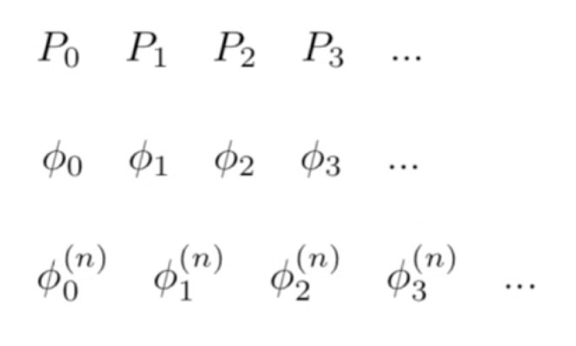 P₀ P₁ P₂ P₃ ...
ϕ₀ ϕ₁ ϕ₂ ϕ₃ ...
ϕ₀⁽ⁿ⁾ ϕ₁⁽ⁿ⁾ ϕ₂⁽ⁿ⁾ ϕ₃⁽ⁿ⁾ ...